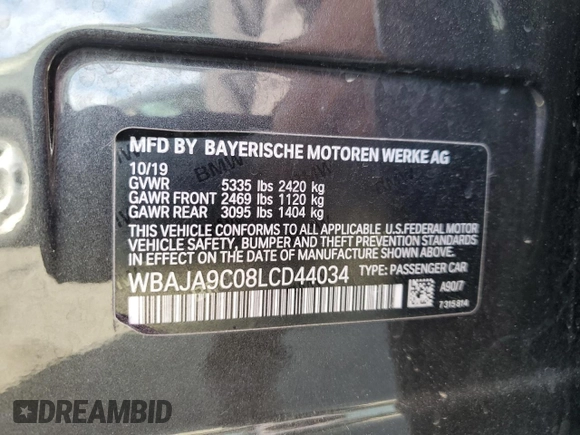 MFD BY BAYERISCHE MOTOREN WERKE AG
10/19
GVWR 5335 lbs 2420 kg
GAWR FRONT 2469 lbs 1120 kg
GAWR REAR 3095 lbs 1404 kg
THIS VEHICLE CONFORMS TO ALL APPLICABLE U.S.FEDERAL MOTOR
VEHICLE SAFETY, BUMPER AND THEFT PREVENTION STANDARDS
IN EFFECT ON THE DATE OF MANUFACTURE SHOWN ABOVE.
WBAJA9C08LCD44034 TYPE: PASSENGER CAR
A90/7
7315814
DREAMBID